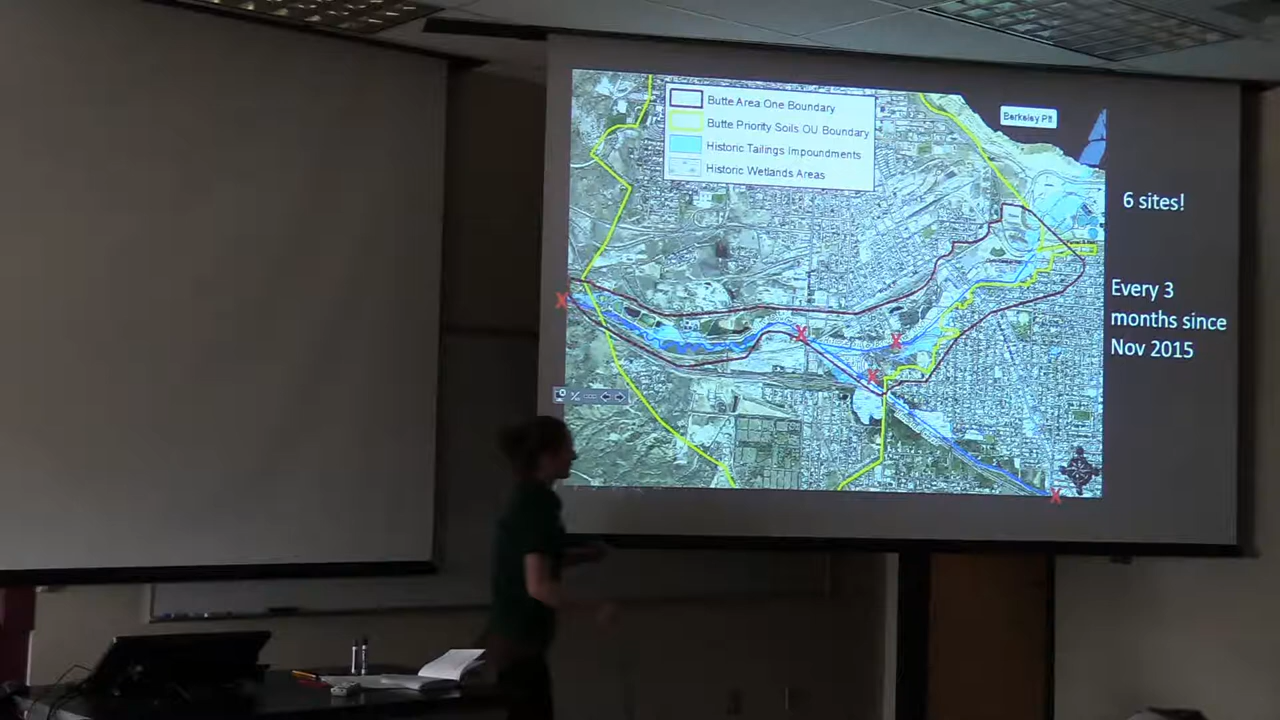 Butte Area One Boundary
Butte Priority Soils OU Boundary
Historic Tailings Impoundments
Historic Wetlands Areas
Berkeley Pit
6 sites!
Every 3
months since
Nov 2015
X
X
X
X
X